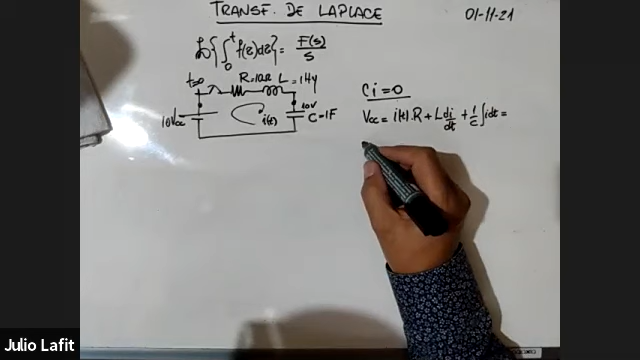 TRANSF. DE LAPLACE
01-11-21
ℒ{∫₀ᵗ f(z)dz} = F(s)/s
t=0 R=10Ω L=1Hy
Ci=0
10Vcc i(t) 10V C=1F
Vcc = i(t).R + L di/dt + 1/C ∫idt =
Julio Lafit